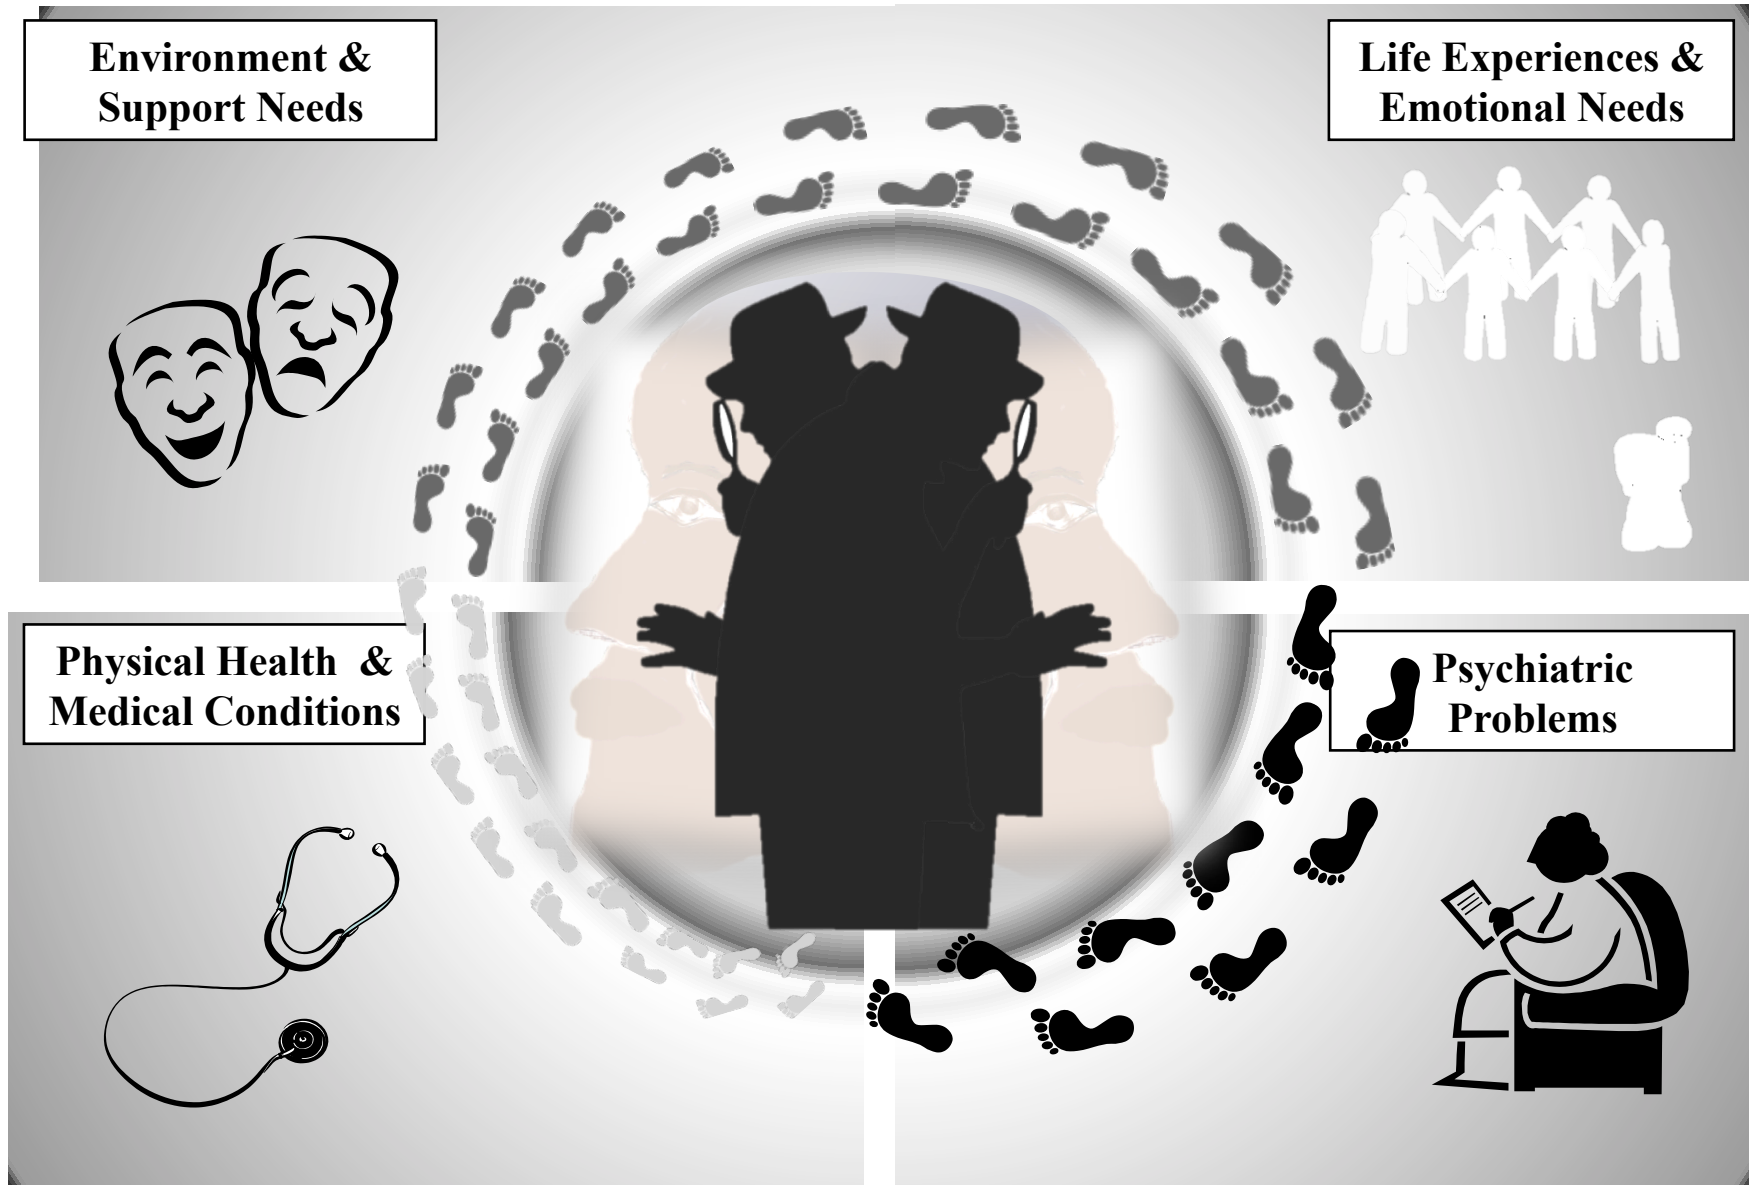 Environment &
Support Needs
Life Experiences &
Emotional Needs
Physical Health &
Medical Conditions
Psychiatric
Problems